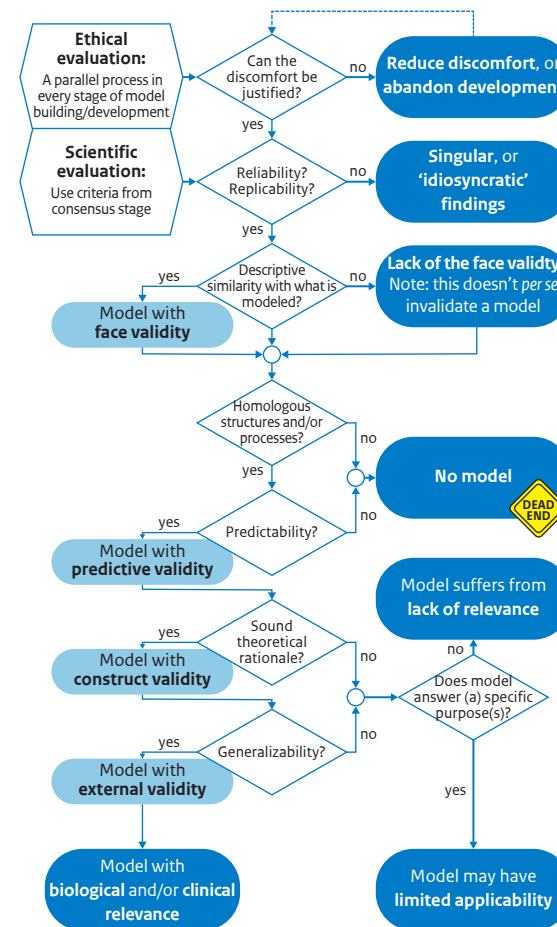 Ethical
evaluation:
A parallel process in
every stage of model
building/development
Can the
discomfort be
justified?
no
Reduce discomfort, or
abandon development
yes
Scientific
evaluation:
Use criteria from
consensus stage
Reliability?
Replicability?
no
Singular, or
‘idiosyncratic’
findings
yes
Descriptive
similarity with what is
modeled?
yes
no
Lack of the face validty
Note: this doesn’t per se
invalidate a model
Model with
face validity
Homologous
structures and/or
processes?
no
yes
No model
DEAD
END
Predictability?
yes
no
Model with
predictive validity
Model suffers from
lack of relevance
Sound
theoretical
rationale?
yes
no
no
Model with
construct validity
Does model
answer (a) specific
purpose(s)?
Generalizability?
yes
no
Model with
external validity
yes
Model with
biological and/or clinical
relevance
Model may have
limited applicability